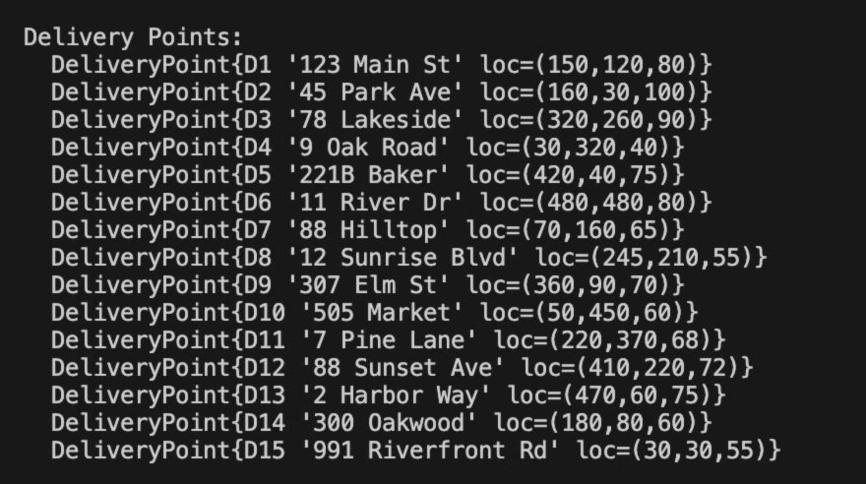 Delivery Points:
DeliveryPoint{D1 '123 Main St' loc=(150,120,80)}
DeliveryPoint{D2 '45 Park Ave' loc=(160,30,100)}
DeliveryPoint{D3 '78 Lakeside' loc=(320,260,90)}
DeliveryPoint{D4 '9 Oak Road' loc=(30,320,40)}
DeliveryPoint{D5 '221B Baker' loc=(420,40,75)}
DeliveryPoint{D6 '11 River Dr' loc=(480,480,80)}
DeliveryPoint{D7 '88 Hilltop' loc=(70,160,65)}
DeliveryPoint{D8 '12 Sunrise Blvd' loc=(245,210,55)}
DeliveryPoint{D9 '307 Elm St' loc=(360,90,70)}
DeliveryPoint{D10 '505 Market' loc=(50,450,60)}
DeliveryPoint{D11 '7 Pine Lane' loc=(220,370,68)}
DeliveryPoint{D12 '88 Sunset Ave' loc=(410,220,72)}
DeliveryPoint{D13 '2 Harbor Way' loc=(470,60,75)}
DeliveryPoint{D14 '300 Oakwood' loc=(180,80,60)}
DeliveryPoint{D15 '991 Riverfront Rd' loc=(30,30,55)}